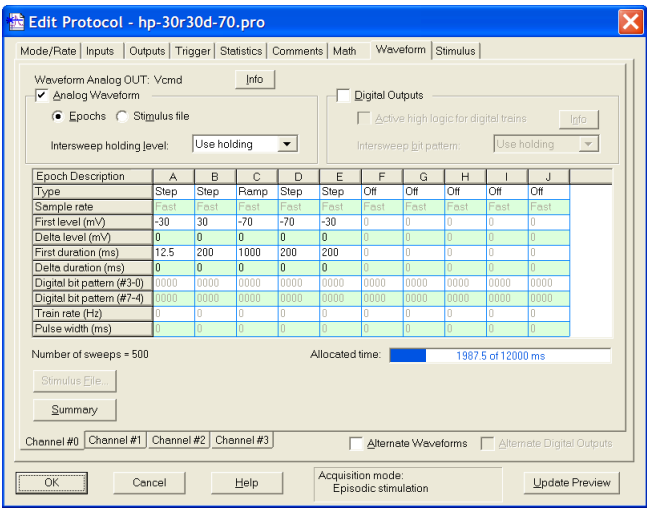 Edit Protocol - hp-30r30d-70.pro
Mode/Rate Inputs Outputs Trigger Statistics Comments Math Waveform Stimulus
Waveform Analog OUT: Vcmd Info
Analog Waveform Digital Outputs
Epochs Stimulus file Active high logic for digital trains Info
Intersweep holding level: Use holding Intersweep bit pattern: Use holding
Epoch Description A B C D E F G H I J
Type Step Step Ramp Step Step Off Off Off Off Off
Sample rate Fast Fast Fast Fast Fast Fast Fast Fast Fast Fast
First level (mV) -30 30 -70 -70 -30 0 0 0 0 0
Delta level (mV) 0 0 0 0 0 0 0 0 0 0
First duration (ms) 12.5 200 1000 200 200 0 0 0 0 0
Delta duration (ms) 0 0 0 0 0 0 0 0 0 0
Digital bit pattern (#3-0) 0000 0000 0000 0000 0000 0000 0000 0000 0000 0000
Digital bit pattern (#7-4) 0000 0000 0000 0000 0000 0000 0000 0000 0000 0000
Train rate (Hz) 0 0 0 0 0 0 0 0 0 0
Pulse width (ms) 0 0 0 0 0 0 0 0 0 0
Number of sweeps = 500 Allocated time: 1987.5 of 12000 ms
Stimulus File...
Summary
Channel #0 Channel #1 Channel #2 Channel #3 Alternate Waveforms Alternate Digital Outputs
OK Cancel Help Acquisition mode: Update Preview
Episodic stimulation